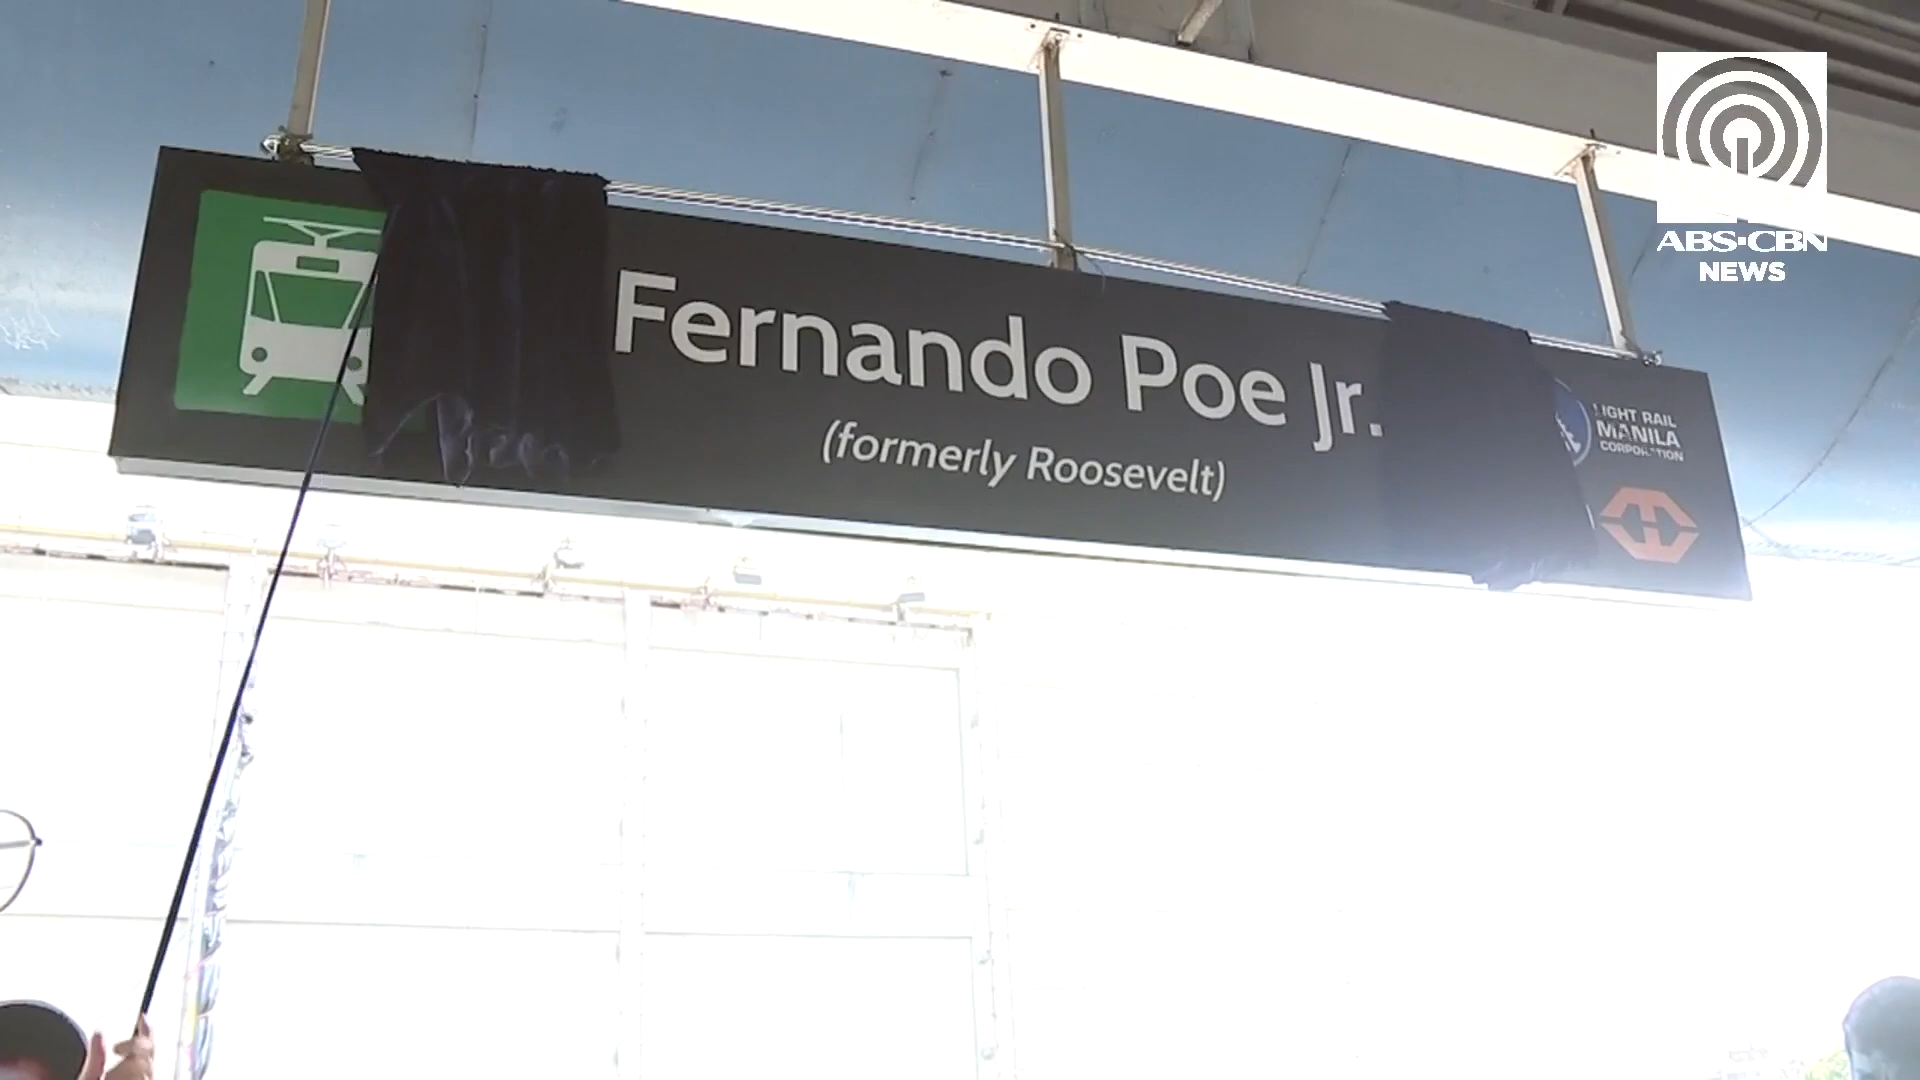 ABS-CBN
NEWS
Fernando Poe Jr.
(formerly Roosevelt)
LIGHT RAIL
MANILA
CORPORATION